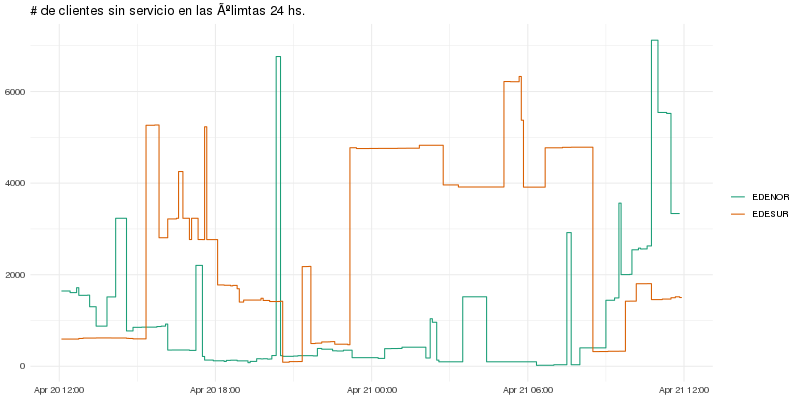 # de clientes sin servicio en las Ãºlimtas 24 hs.
6000
4000
2000
0
Apr 20 12:00
Apr 20 18:00
Apr 21 00:00
Apr 21 06:00
Apr 21 12:00
EDENOR
EDESUR